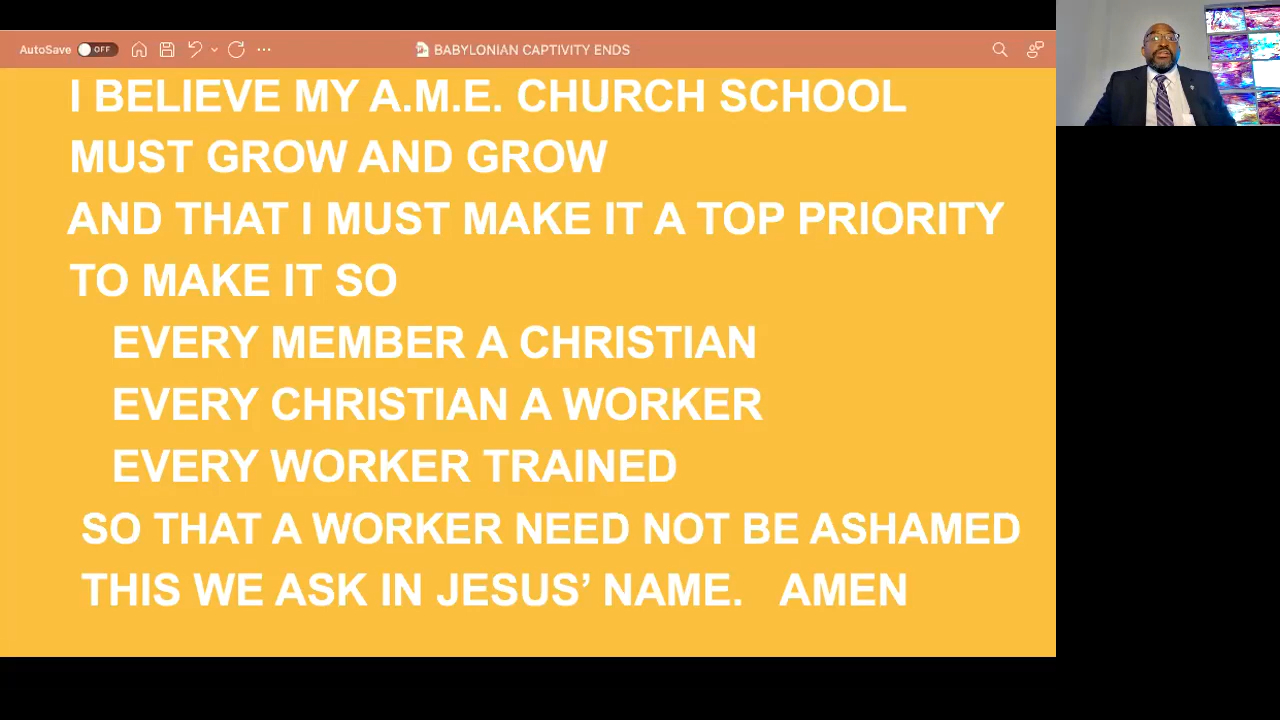 AutoSave OFF BABYLONIAN CAPTIVITY ENDS
I BELIEVE MY A.M.E. CHURCH SCHOOL
MUST GROW AND GROW
AND THAT I MUST MAKE IT A TOP PRIORITY
TO MAKE IT SO
EVERY MEMBER A CHRISTIAN
EVERY CHRISTIAN A WORKER
EVERY WORKER TRAINED
SO THAT A WORKER NEED NOT BE ASHAMED
THIS WE ASK IN JESUS’ NAME. AMEN